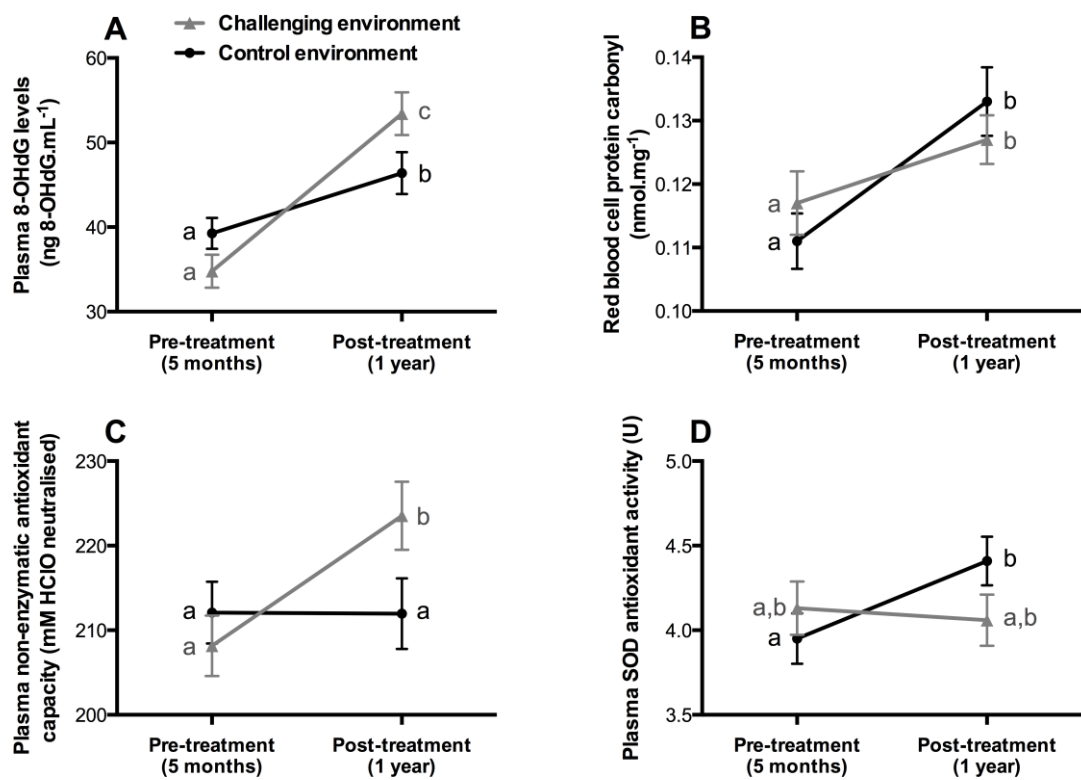 A
Challenging environment
Control environment
Plasma 8-OHdG levels
(ng 8-OHdG.mL⁻¹)
60
50
40
30
a
a
c
b
Pre-treatment
(5 months)
Post-treatment
(1 year)
B
Red blood cell protein carbonyl
(nmol.mg⁻¹)
0.14
0.13
0.12
0.11
0.10
a
a
b
b
Pre-treatment
(5 months)
Post-treatment
(1 year)
C
Plasma non-enzymatic antioxidant
capacity (mM HClO neutralised)
230
220
210
200
a
a
b
a
Pre-treatment
(5 months)
Post-treatment
(1 year)
D
Plasma SOD antioxidant activity (U)
5.0
4.5
4.0
3.5
a,b
a
b
a,b
Pre-treatment
(5 months)
Post-treatment
(1 year)